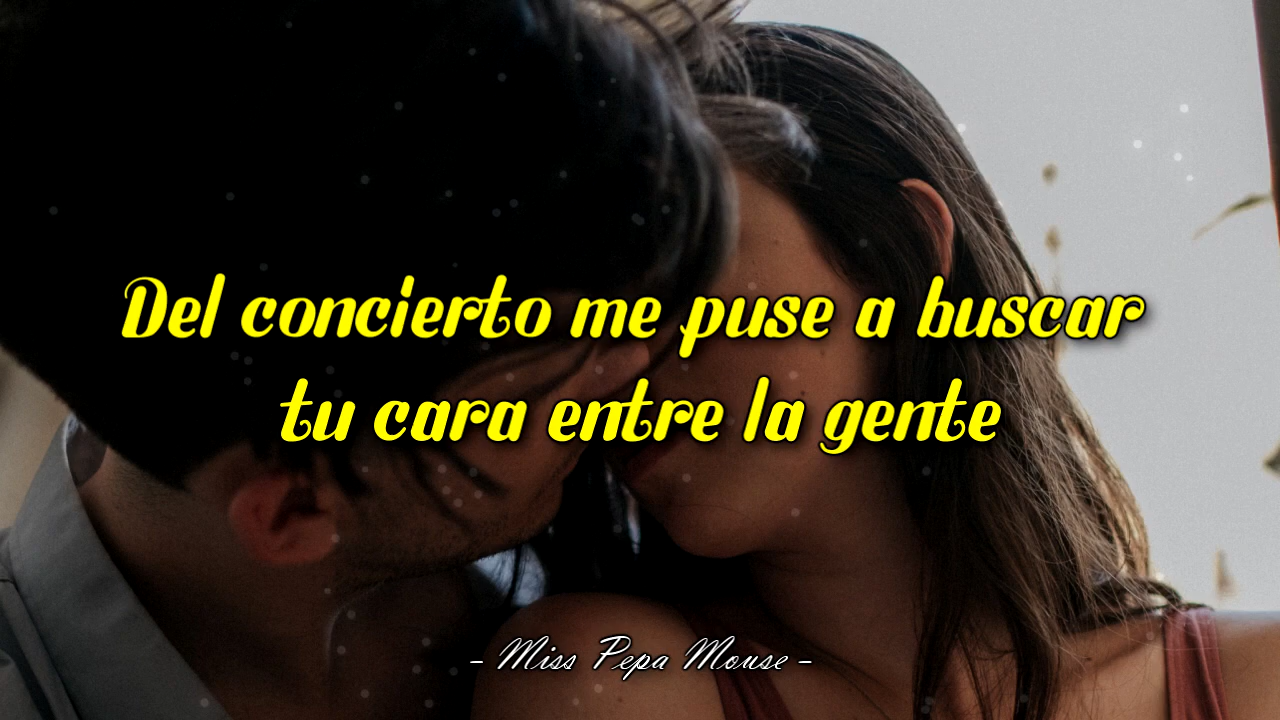 Del concierto me puse a buscar
tu cara entre la gente
- Miss Pepa Mouse -